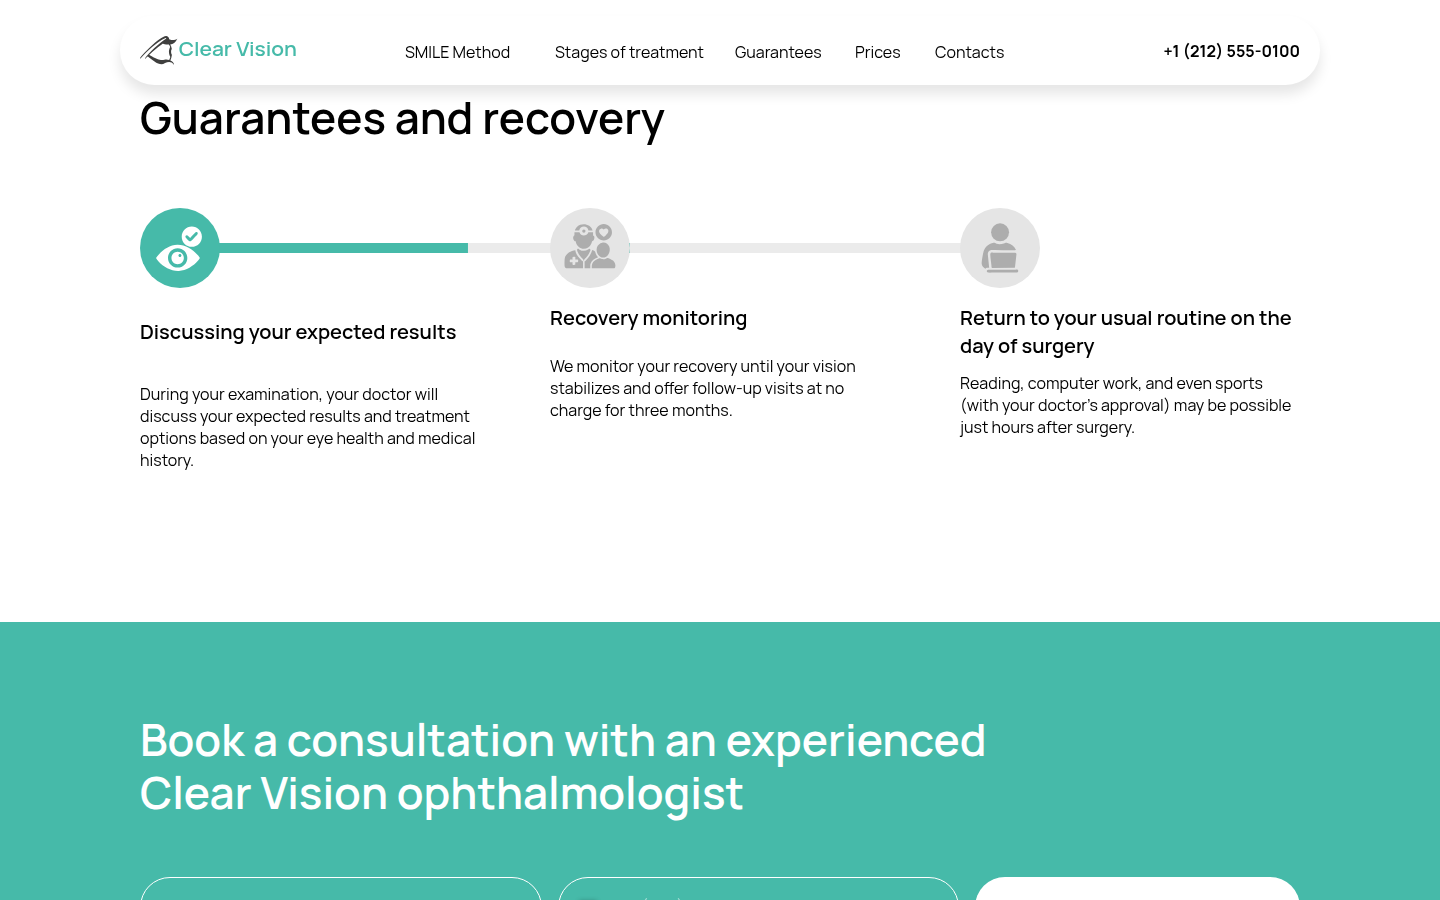 Clear Vision
SMILE Method
Stages of treatment
Guarantees
Prices
Contacts
+1 (212) 555-0100
Guarantees and recovery
Discussing your expected results
During your examination, your doctor will
discuss your expected results and treatment
options based on your eye health and medical
history.
Recovery monitoring
We monitor your recovery until your vision
stabilizes and offer follow-up visits at no
charge for three months.
Return to your usual routine on the
day of surgery
Reading, computer work, and even sports
(with your doctor's approval) may be possible
just hours after surgery.
Book a consultation with an experienced
Clear Vision ophthalmologist